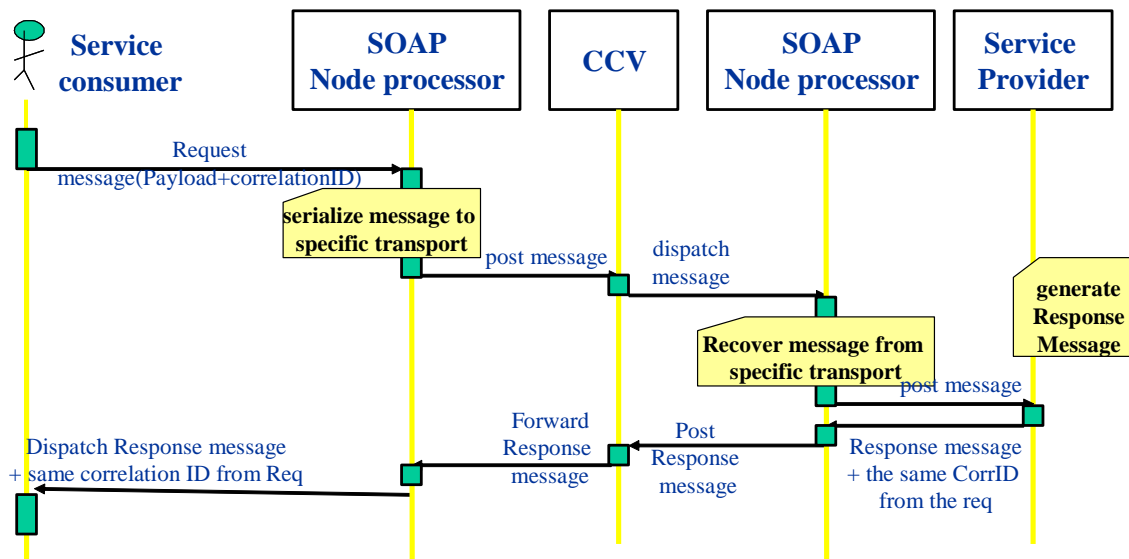 Service
consumer
SOAP
Node processor
CCV
SOAP
Node processor
Service
Provider
Request
message(Payload+correlationID)
serialize message to
specific transport
post message
dispatch
message
generate
Response
Message
Recover message from
specific transport
post message
Forward
Response
message
Post
Response
message
Response message
+ the same CorrID
from the req
Dispatch Response message
+ same correlation ID from Req